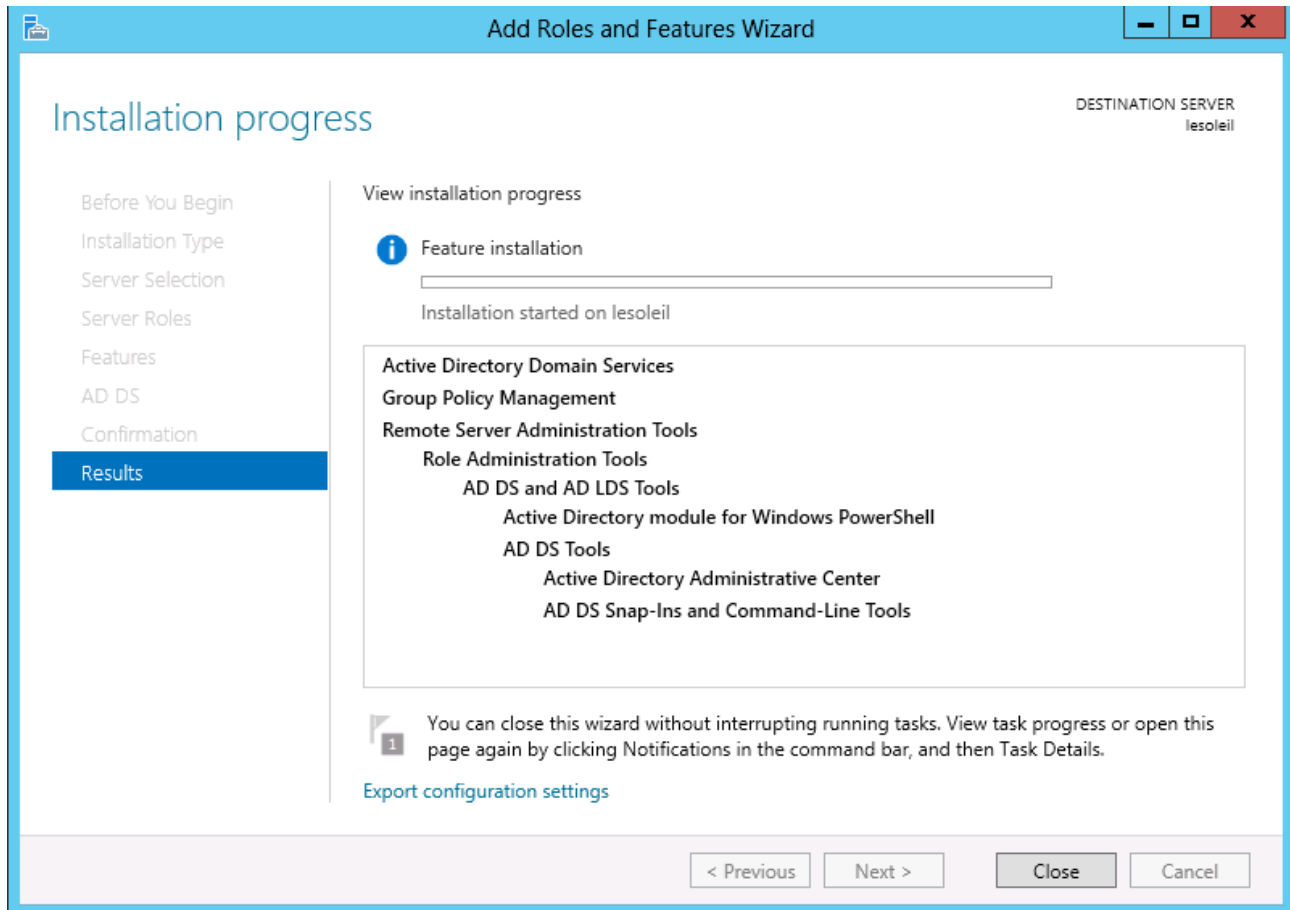 Add Roles and Features Wizard
Installation progress
DESTINATION SERVER
lesoleil
Before You Begin
Installation Type
Server Selection
Server Roles
Features
AD DS
Confirmation
Results
View installation progress
Feature installation
Installation started on lesoleil
Active Directory Domain Services
Group Policy Management
Remote Server Administration Tools
Role Administration Tools
AD DS and AD LDS Tools
Active Directory module for Windows PowerShell
AD DS Tools
Active Directory Administrative Center
AD DS Snap-Ins and Command-Line Tools
1
You can close this wizard without interrupting running tasks. View task progress or open this
page again by clicking Notifications in the command bar, and then Task Details.
Export configuration settings
< Previous
Next >
Close
Cancel